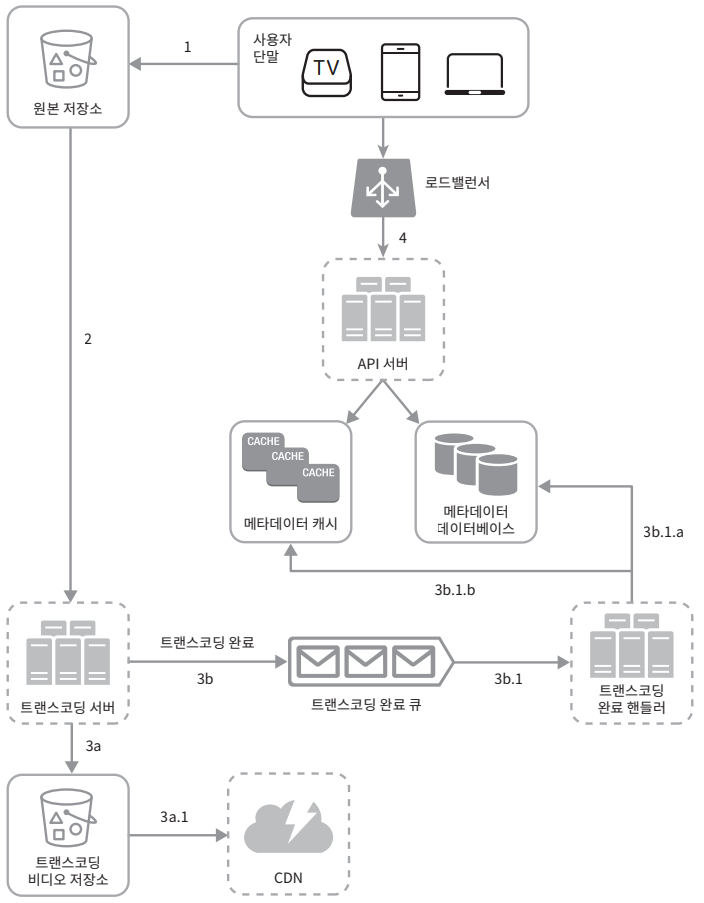 1
사용자
단말
TV
원본 저장소
로드밸런서
4
2
API 서버
CACHE
CACHE
CACHE
메타데이터 캐시
메타데이터
데이터베이스
3b.1.a
3b.1.b
트랜스코딩 완료
3b
트랜스코딩 완료 큐
3b.1
트랜스코딩
완료 핸들러
트랜스코딩 서버
3a
3a.1
트랜스코딩
비디오 저장소
CDN